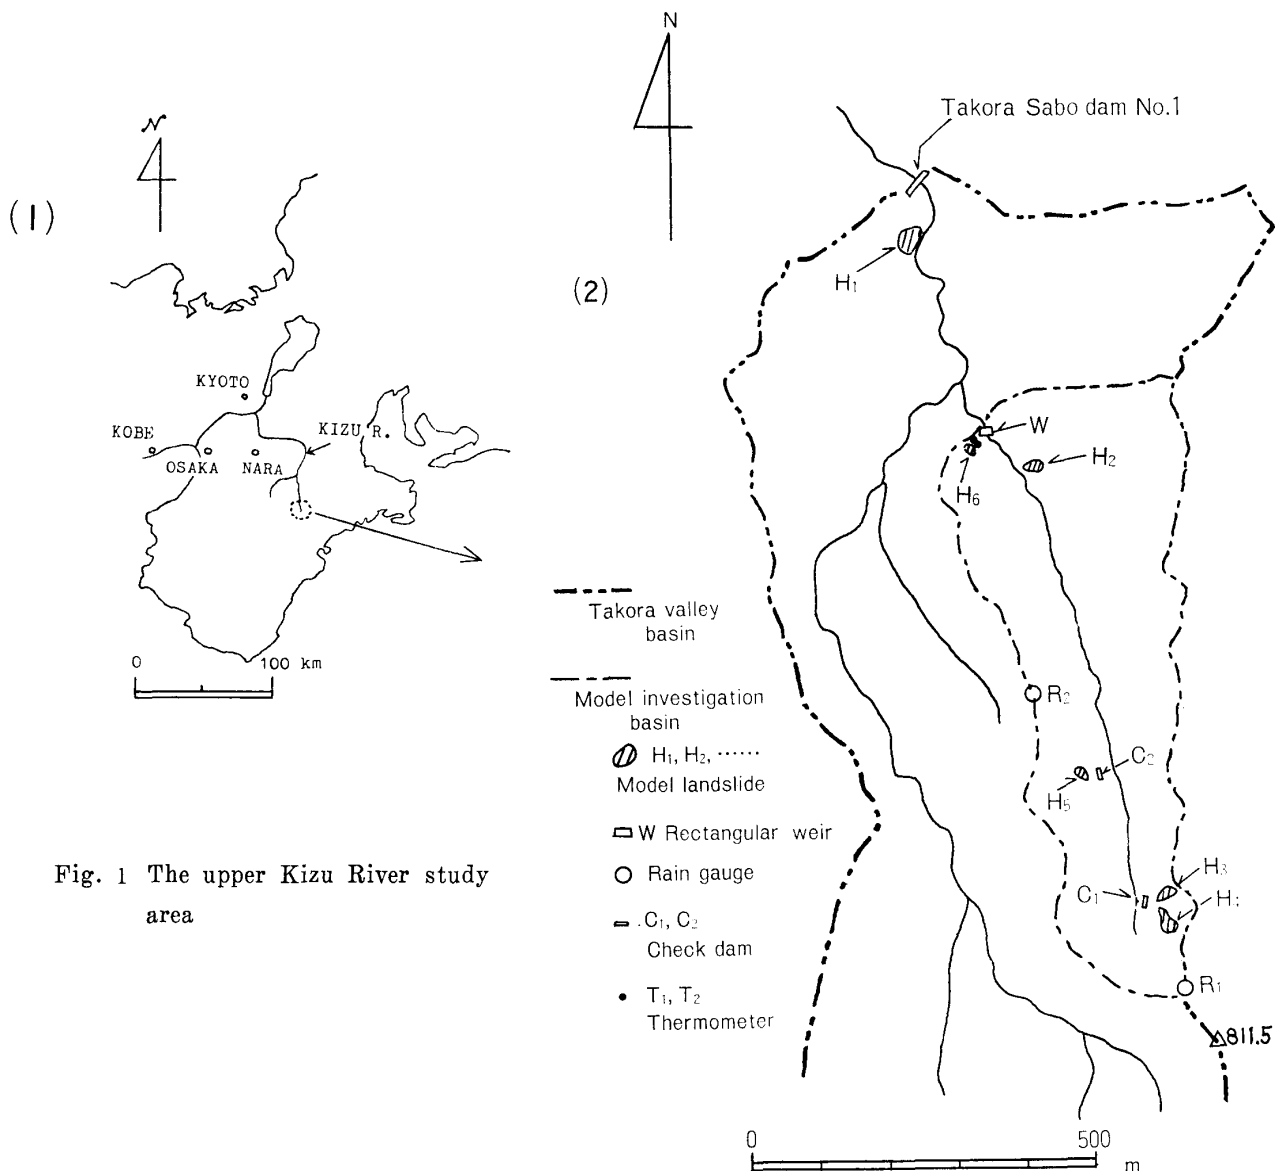 (1)
N
KYOTO
KOBE
OSAKA
NARA
KIZU R.
0
100 km
Fig. 1 The upper Kizu River study
area
(2)
N
Takora Sabo dam No.1
H1
W
H2
H6
R2
C2
H5
H3
C1
R1
811.5
Takora valley
basin
Model investigation
basin
H1, H2, ······
Model landslide
W Rectangular weir
Rain gauge
C1, C2
Check dam
T1, T2
Thermometer
0
500
m